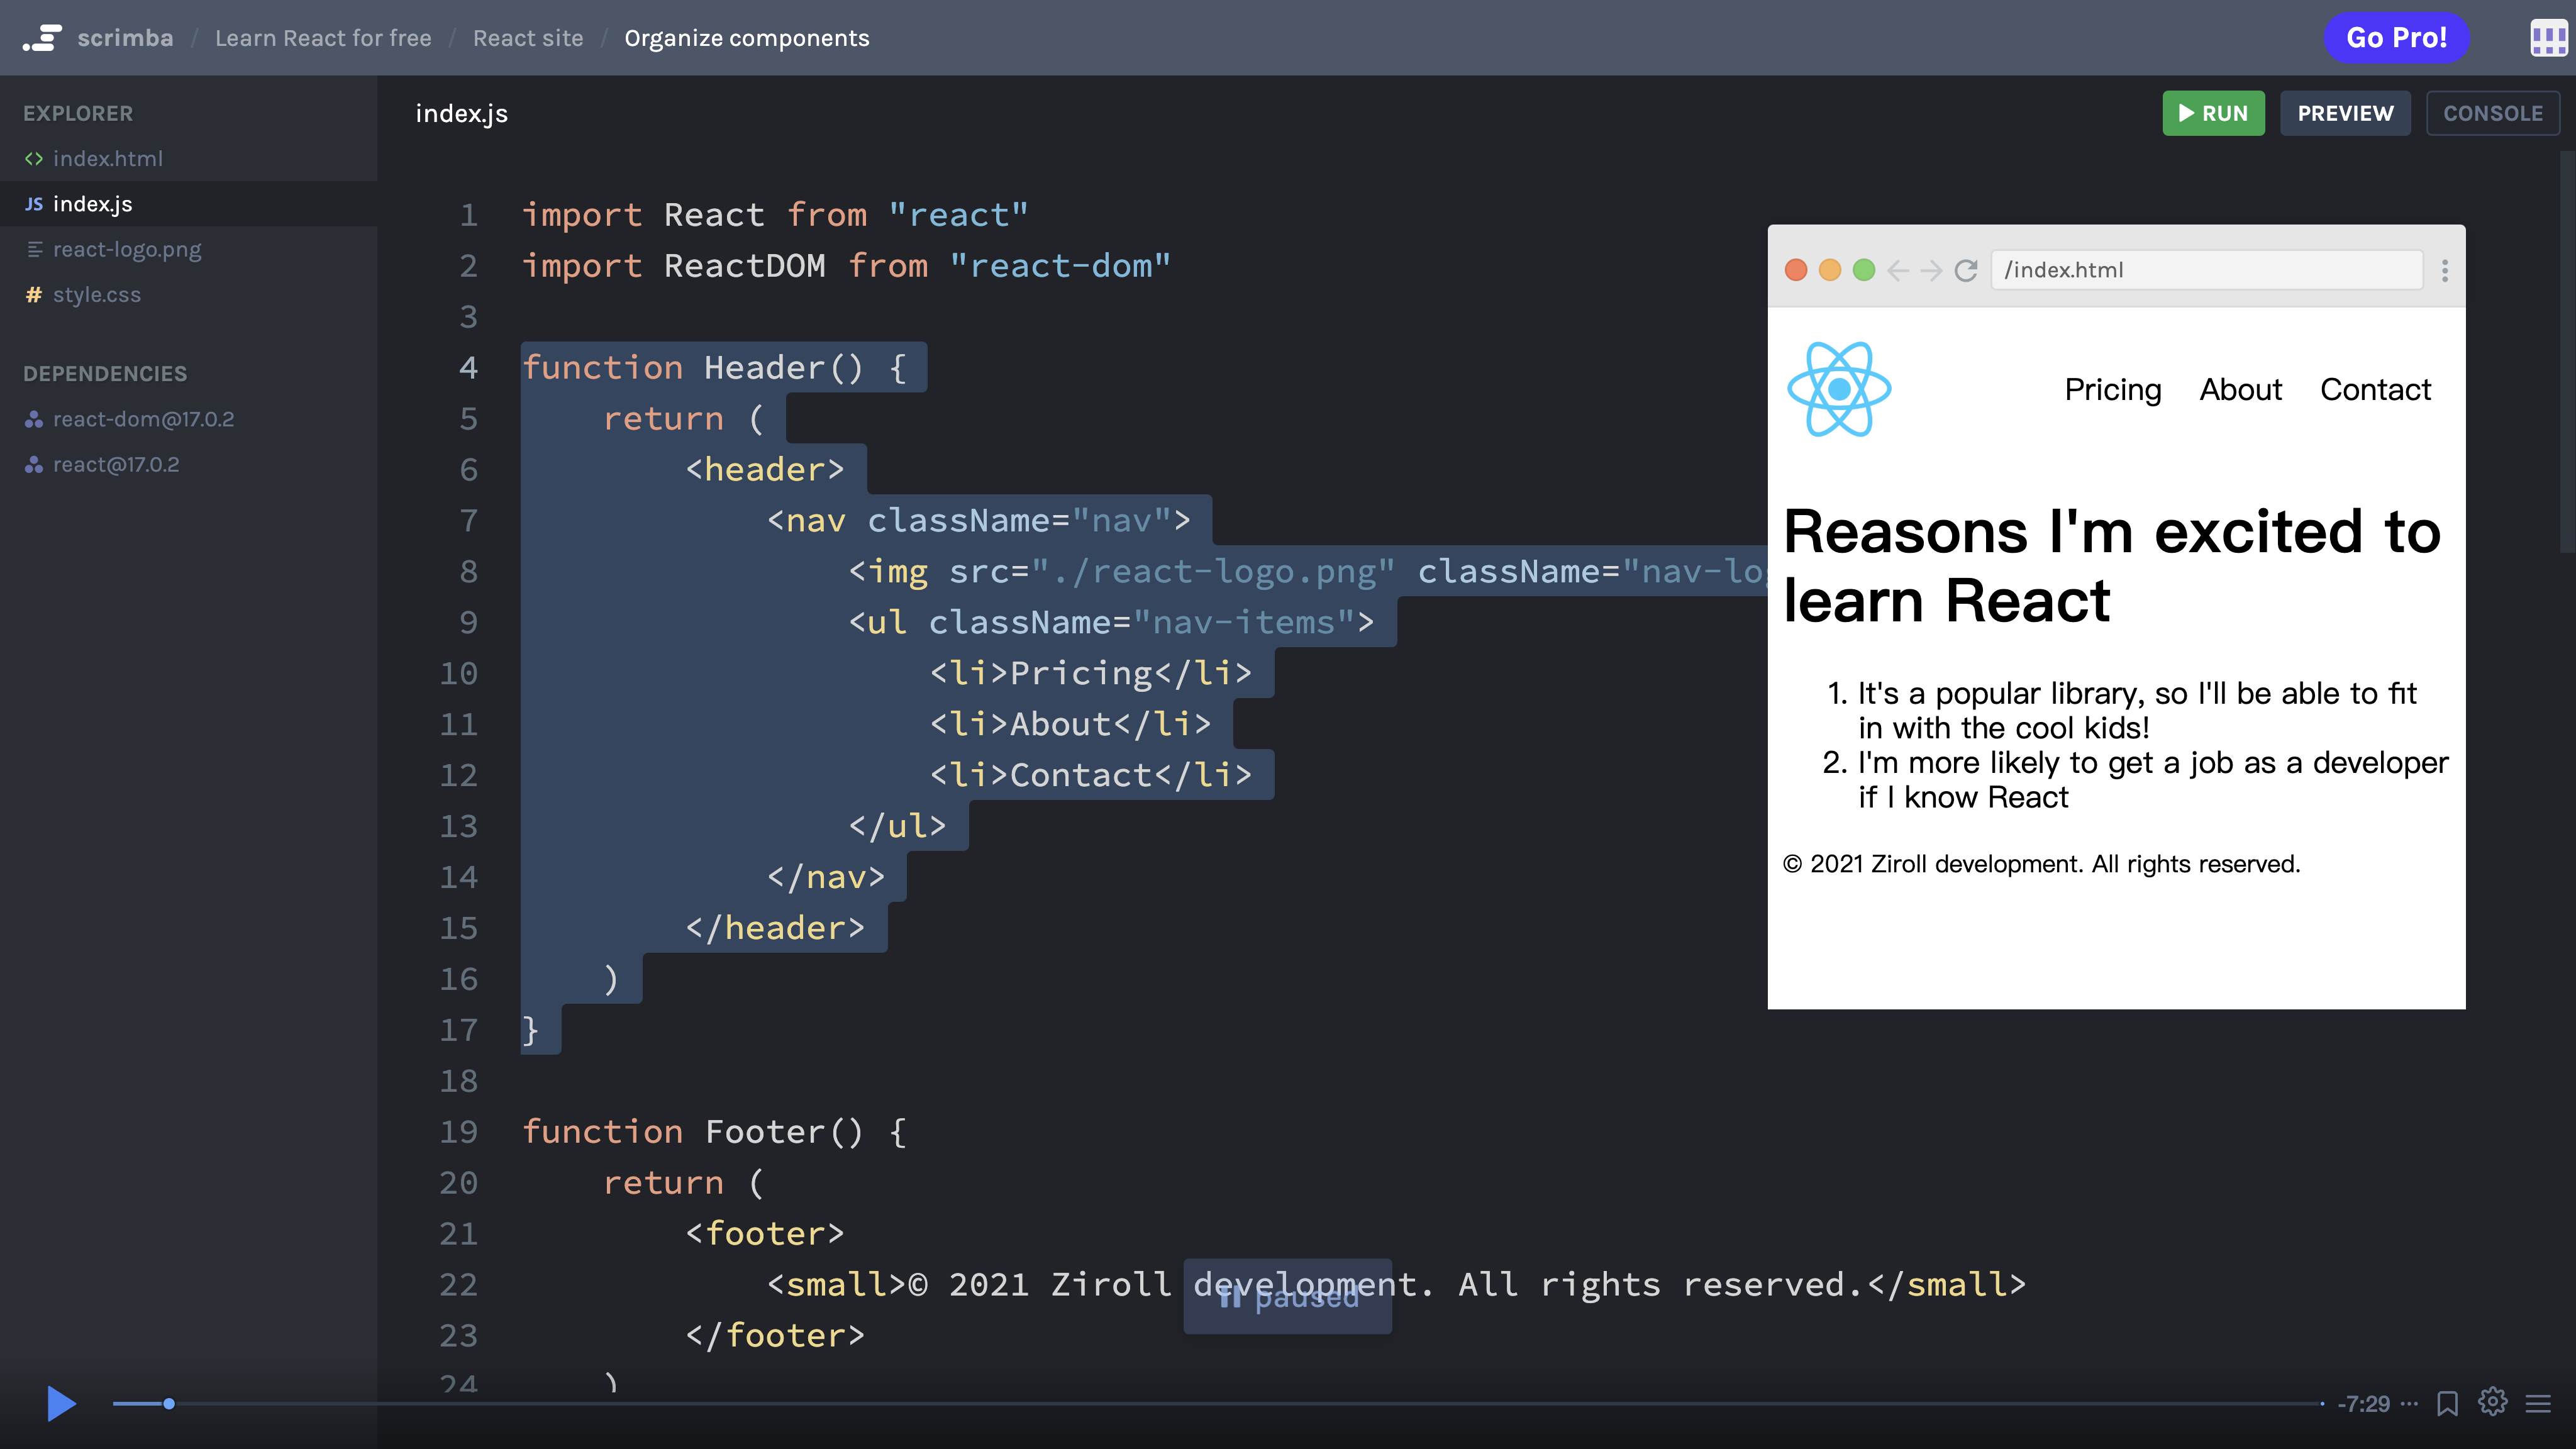 scrimba / Learn React for free / React site / Organize components
Go Pro!
EXPLORER
index.html
JS index.js
react-logo.png
# style.css
DEPENDENCIES
react-dom@17.0.2
react@17.0.2
index.js
RUN
PREVIEW
CONSOLE
1 import React from "react"
2 import ReactDOM from "react-dom"
3
4 function Header() {
5 return (
6 <header>
7 <nav className="nav">
8 <img src="./react-logo.png" className="nav-lo
9 <ul className="nav-items">
10 <li>Pricing</li>
11 <li>About</li>
12 <li>Contact</li>
13 </ul>
14 </nav>
15 </header>
16 )
17 }
18
19 function Footer() {
20 return (
21 <footer>
22 <small>© 2021 Ziroll development. All rights reserved.</small>
23 </footer>
24 )
/index.html
Pricing About Contact
Reasons I'm excited to
learn React
1. It's a popular library, so I'll be able to fit
in with the cool kids!
2. I'm more likely to get a job as a developer
if I know React
© 2021 Ziroll development. All rights reserved.
paused
-7:29